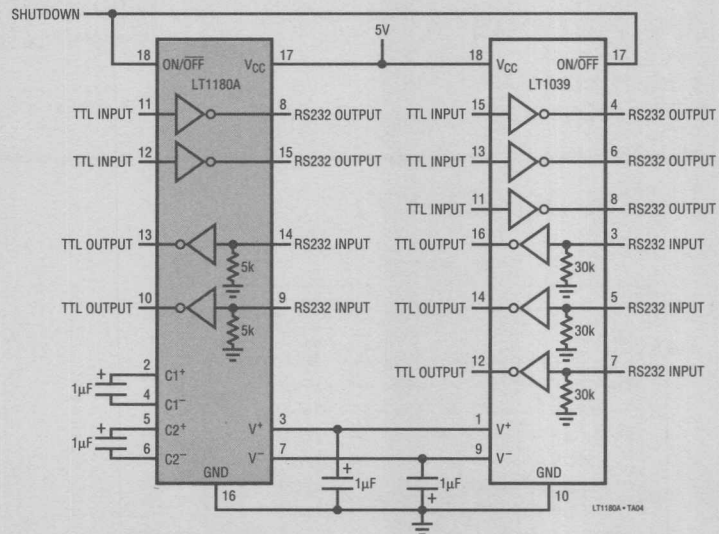 SHUTDOWN
5V
18
ON/OFF
VCC
17
18
VCC
ON/OFF
17
LT1180A
LT1039
TTL INPUT
11
8
RS232 OUTPUT
TTL INPUT
15
4
RS232 OUTPUT
TTL INPUT
12
15
RS232 OUTPUT
TTL INPUT
13
6
RS232 OUTPUT
TTL INPUT
11
8
RS232 OUTPUT
TTL OUTPUT
13
14
RS232 INPUT
5k
TTL OUTPUT
16
3
RS232 INPUT
30k
TTL OUTPUT
10
9
RS232 INPUT
5k
TTL OUTPUT
14
5
RS232 INPUT
30k
TTL OUTPUT
12
7
RS232 INPUT
30k
2
C1+
+
1µF
4
C1−
5
C2+
+
1µF
6
C2−
3
V+
1
V+
7
V−
9
V−
GND
16
+
1µF
1µF
+
GND
10
LT1180A • TA04